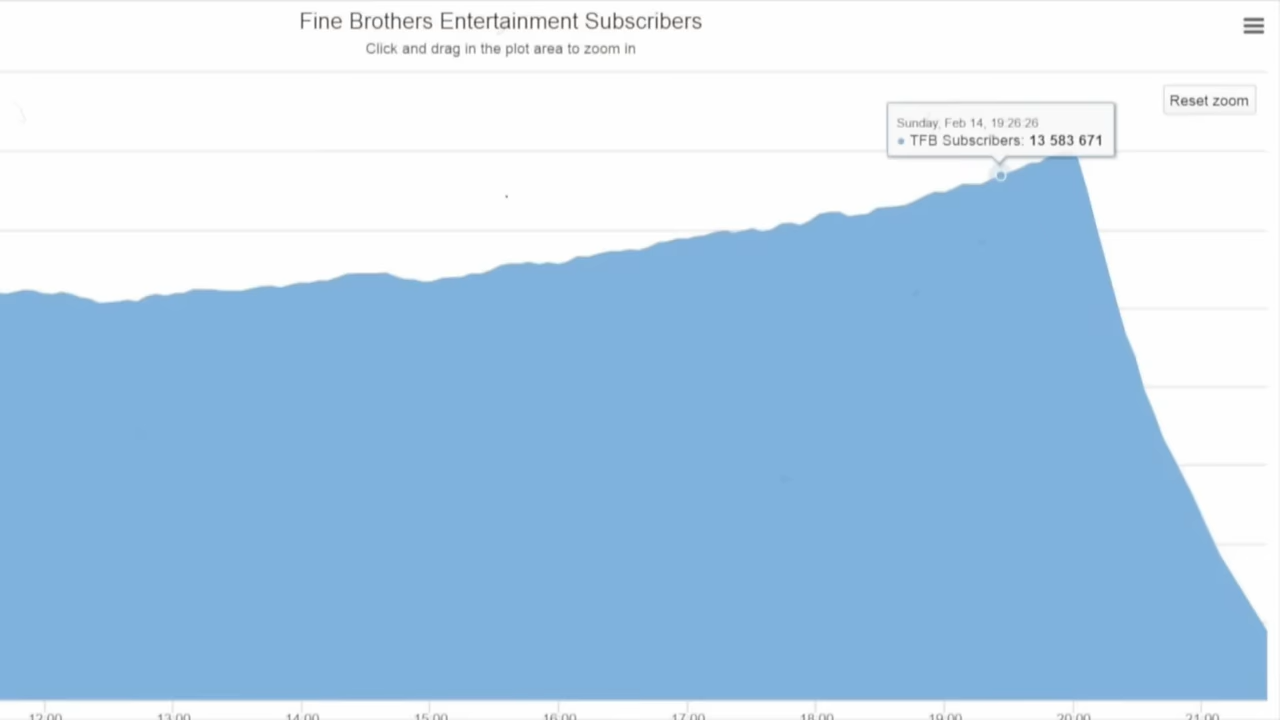 Fine Brothers Entertainment Subscribers
Click and drag in the plot area to zoom in
Reset zoom
Sunday, Feb 14, 19:26:26
● TFB Subscribers: 13 583 671
12:00 13:00 14:00 15:00 16:00 17:00 18:00 19:00 20:00 21:00